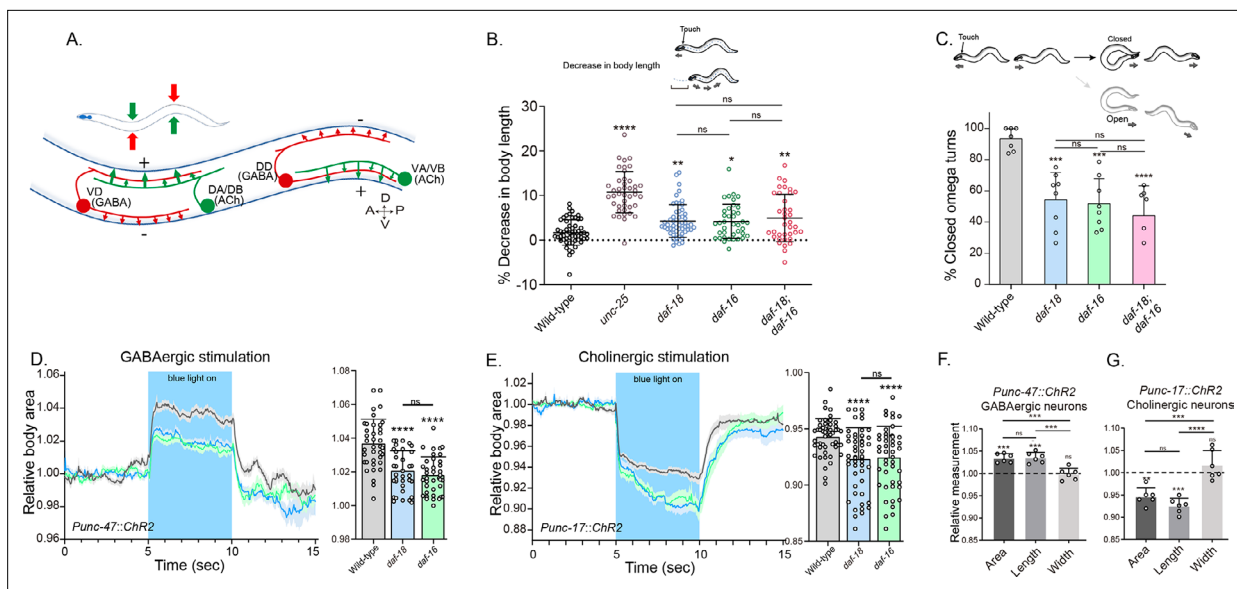 A.
+
-
DD
(GABA)
VA/VB
(ACh)
VD
(GABA)
DA/DB
(ACh)
+
-
D
A P
V
B.
Touch
Decrease in body length
% Decrease in body length
30
20
10
0
-10
ns
ns
ns
****
**
*
**
Wild-type
unc-25
daf-18
daf-16
daf-18;
daf-16
C.
Touch
Closed
Open
% Closed omega turns
100
80
60
40
20
0
ns
ns
ns
***
***
****
Wild-type
daf-18
daf-16
daf-18;
daf-16
D.
GABAergic stimulation
blue light on
Relative body area
1.06
1.04
1.02
1.00
0.98
0.96
Punc-47::ChR2
0
5
10
15
Time (sec)
1.08
1.06
1.04
1.02
1.00
0.98
ns
****
****
Wild-type
daf-18
daf-16
E.
Cholinergic stimulation
blue light on
Relative body area
1.02
1.00
0.98
0.96
0.94
0.92
0.90
0.88
Punc-17::ChR2
0
5
10
15
Time (sec)
1.00
0.95
0.90
0.85
ns
****
****
Wild-type
daf-18
daf-16
F.
Punc-47::ChR2
GABAergic neurons
***
***
ns
***
***
ns
Relative measurement
1.15
1.10
1.05
1.00
0.95
0.90
0.85
Area
Length
Width
G.
Punc-17::ChR2
Cholinergic neurons
***
****
ns
ns
**
***
1.15
1.10
1.05
1.00
0.95
0.90
0.85
Area
Length
Width